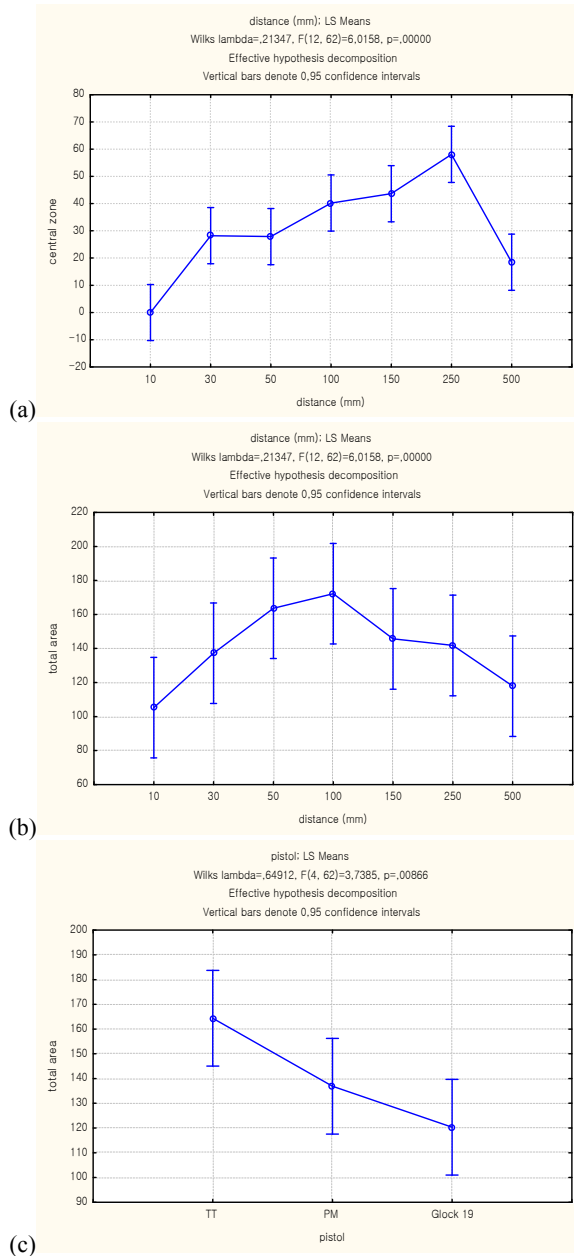 distance (mm); LS Means
Wilks lambda=,21347, F(12, 62)=6,0158, p=,00000
Effective hypothesis decomposition
Vertical bars denote 0,95 confidence intervals
80
70
60
50
40
30
20
10
0
−10
−20
central zone
10 30 50 100 150 250 500
distance (mm)
(a)
distance (mm); LS Means
Wilks lambda=,21347, F(12, 62)=6,0158, p=,00000
Effective hypothesis decomposition
Vertical bars denote 0,95 confidence intervals
220
200
180
160
140
120
100
80
60
total area
10 30 50 100 150 250 500
distance (mm)
(b)
pistol; LS Means
Wilks lambda=,64912, F(4, 62)=3,7385, p=,00866
Effective hypothesis decomposition
Vertical bars denote 0,95 confidence intervals
200
190
180
170
160
150
140
130
120
110
100
90
total area
TT PM Glock 19
pistol
(c)